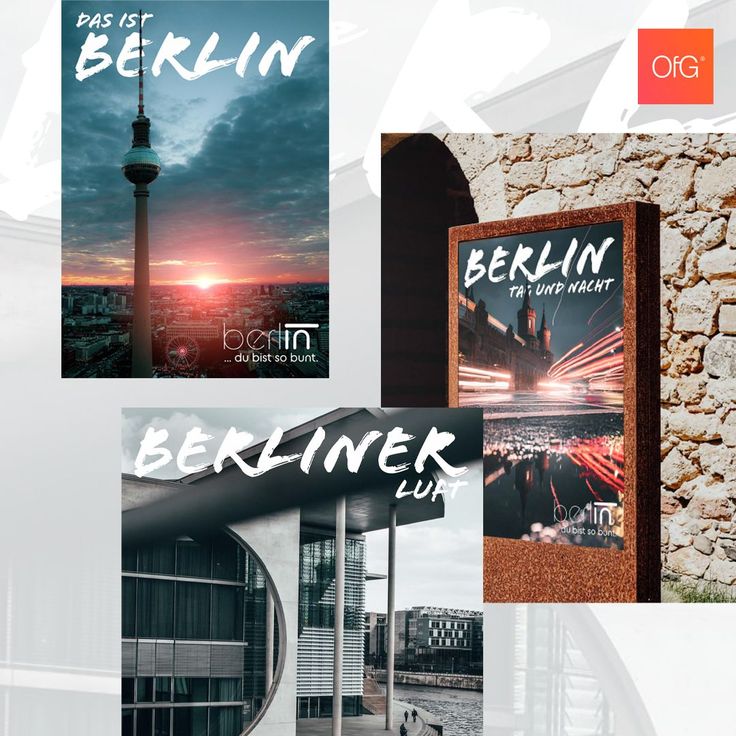 DAS IST
BERLIN
berlin
... du bist so bunt.
OfG®
BERLIN
TAG UND NACHT
berlin
... du bist so bunt.
BERLINER
LUFT